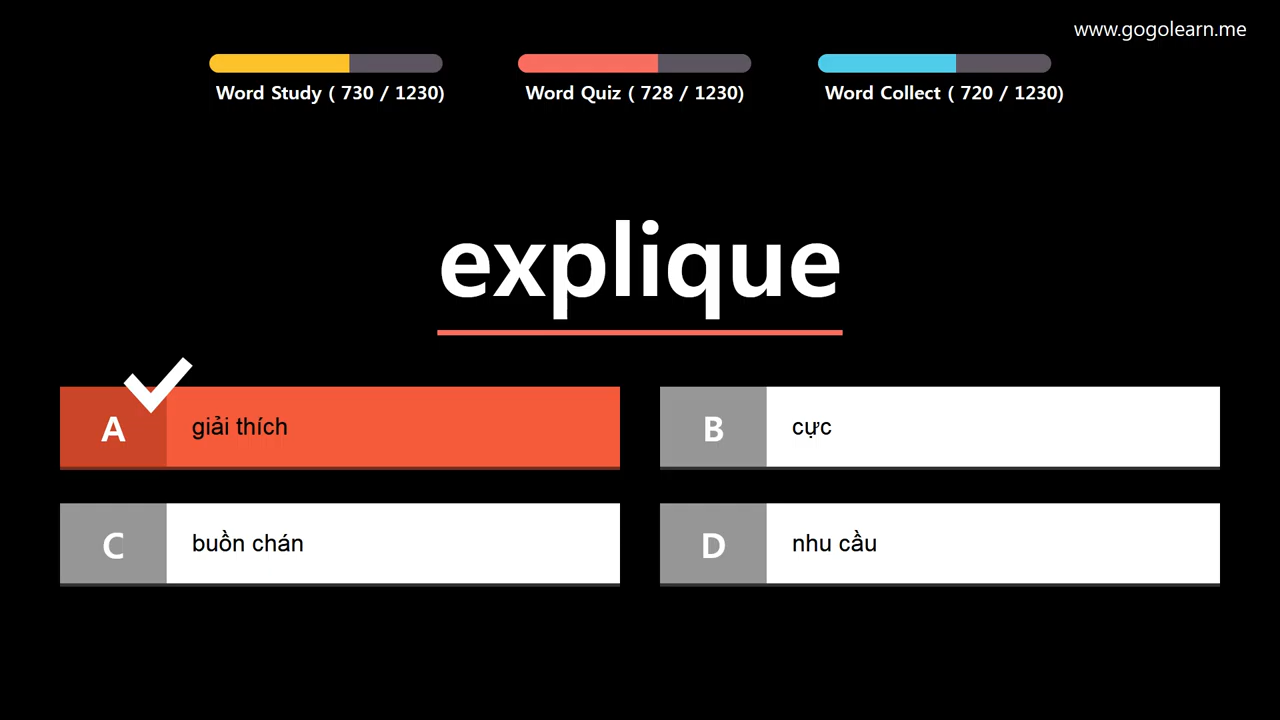 www.gogolearn.me
Word Study ( 730 / 1230)
Word Quiz ( 728 / 1230)
Word Collect ( 720 / 1230)
explique
A
giải thích
B
cực
C
buồn chán
D
nhu cầu